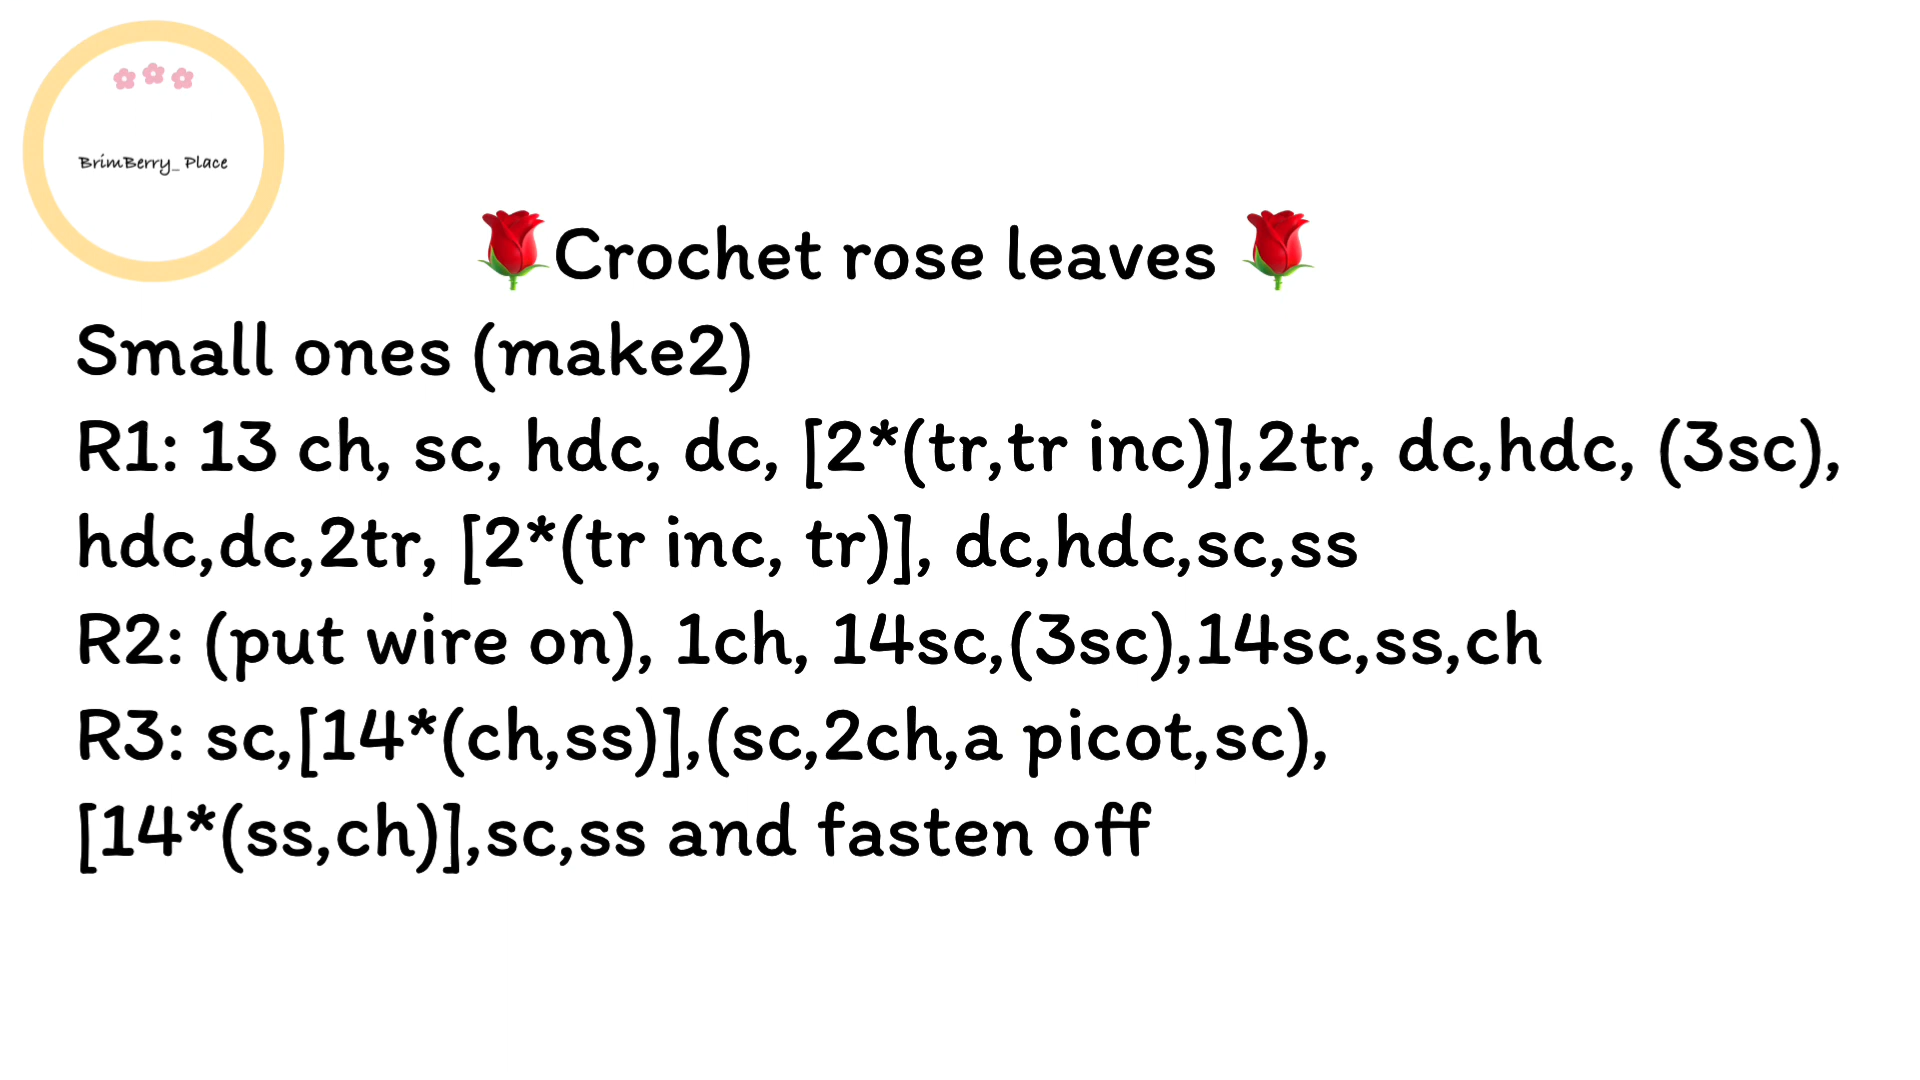 BrimBerry_ Place
🌹Crochet rose leaves 🌹
Small ones (make2)
R1: 13 ch, sc, hdc, dc, [2*(tr,tr inc)],2tr, dc,hdc, (3sc),
hdc,dc,2tr, [2*(tr inc, tr)], dc,hdc,sc,ss
R2: (put wire on), 1ch, 14sc,(3sc),14sc,ss,ch
R3: sc,[14*(ch,ss)],(sc,2ch,a picot,sc),
[14*(ss,ch)],sc,ss and fasten off